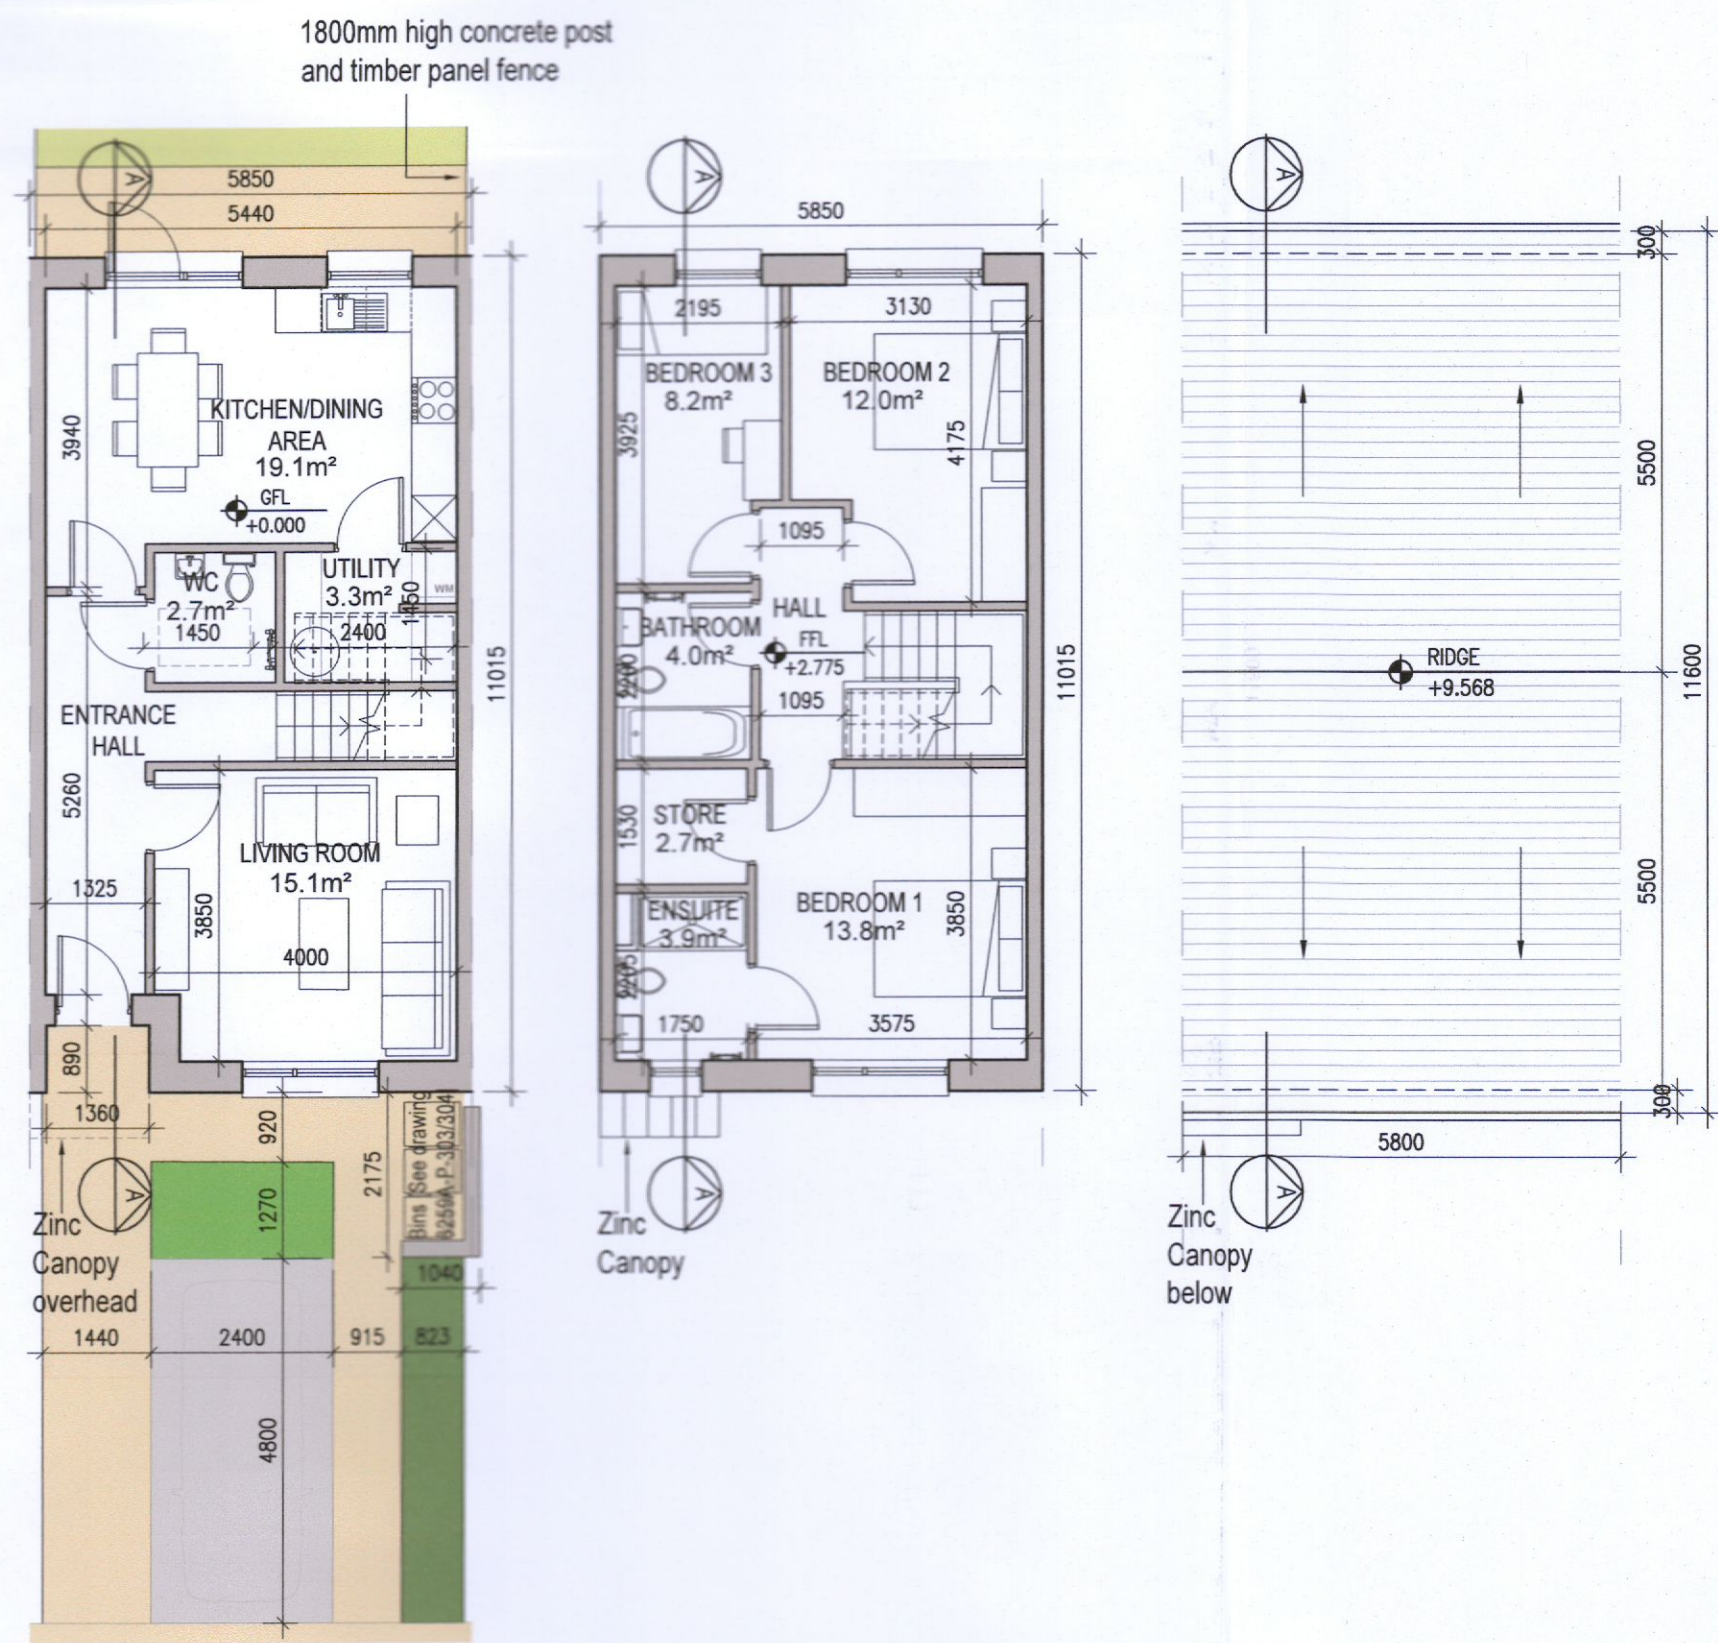 1800mm high concrete post
and timber panel fence
A
5850
5440
3940
KITCHEN/DINING
AREA
19.1m²
GFL
+0.000
WC
2.7m²
1450
UTILITY
3.3m²
1450
WM
2400
11015
ENTRANCE
HALL
5260
1325
LIVING ROOM
15.1m²
3850
4000
890
1360
920
2175
Bins
See drawing
1270
A
Zinc
Canopy
overhead
1040
1440
2400
915
823
4800
A
5850
2195
3130
BEDROOM 3
8.2m²
BEDROOM 2
12.0m²
3925
4175
1095
HALL
BATHROOM
4.0m²
FFL
+2.775
2200
1095
11015
STORE
2.7m²
1530
ENSUITE
3.9m²
BEDROOM 1
13.8m²
3850
2205
1750
3575
A
Zinc
Canopy
A
300
5500
RIDGE
+9.568
11600
5500
300
5800
A
Zinc
Canopy
below